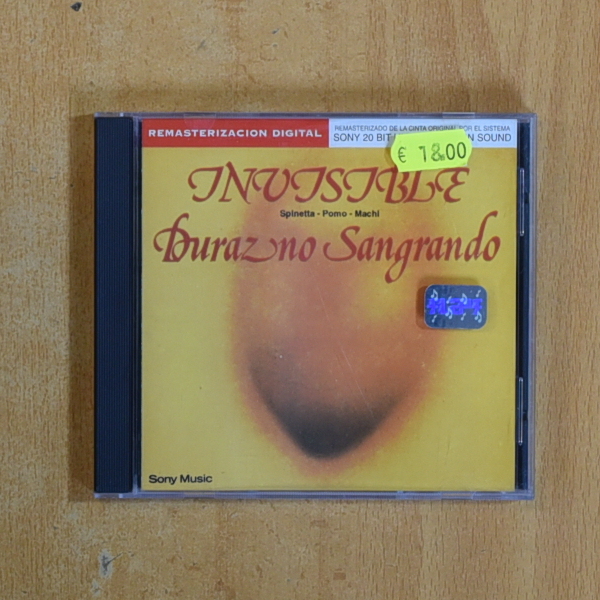 REMASTERIZACION DIGITAL
REMASTERIZADO DE LA CINTA ORIGINAL POR EL SISTEMA
SONY 20 BIT SOUND
€ 18.00
INVISIBLE
Spinetta - Pomo - Machi
Durazno Sangrando
Sony Music